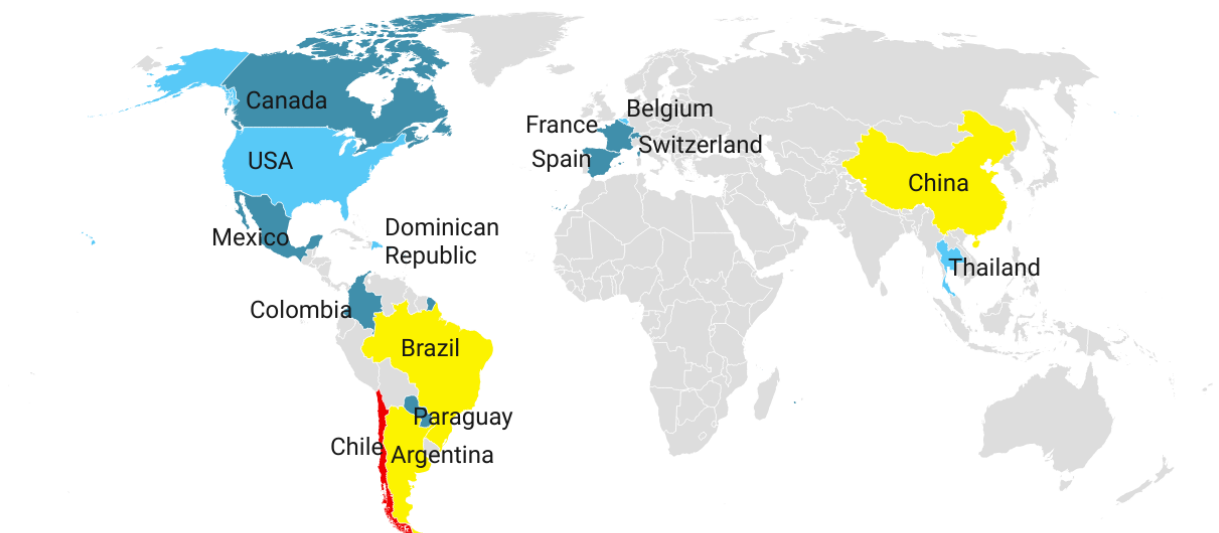 Canada
Belgium
France
Switzerland
Spain
USA
China
Mexico
Dominican
Republic
Thailand
Colombia
Brazil
Paraguay
Chile
Argentina